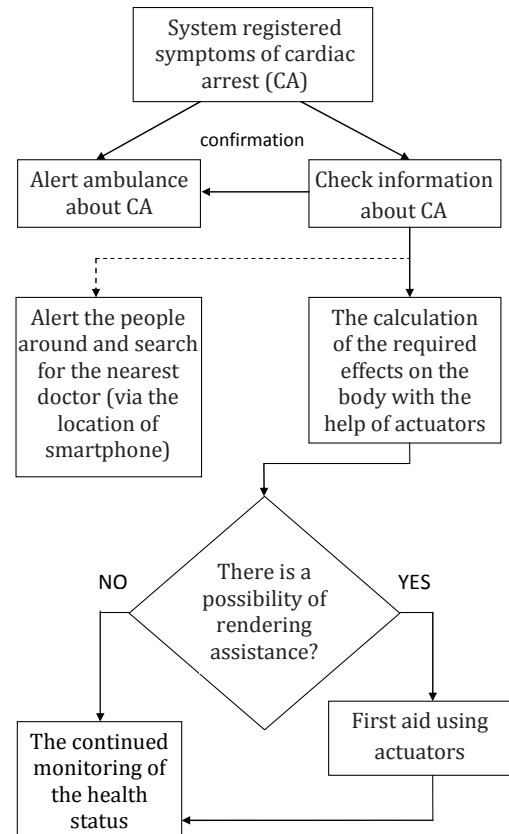 System registered
symptoms of cardiac
arrest (CA)
confirmation
Alert ambulance
about CA
Check information
about CA
Alert the people
around and search
for the nearest
doctor (via the
location of
smartphone)
The calculation
of the required
effects on the
body with the
help of actuators
NO
There is a
possibility of
rendering
assistance?
YES
The continued
monitoring of
the health
status
First aid using
actuators